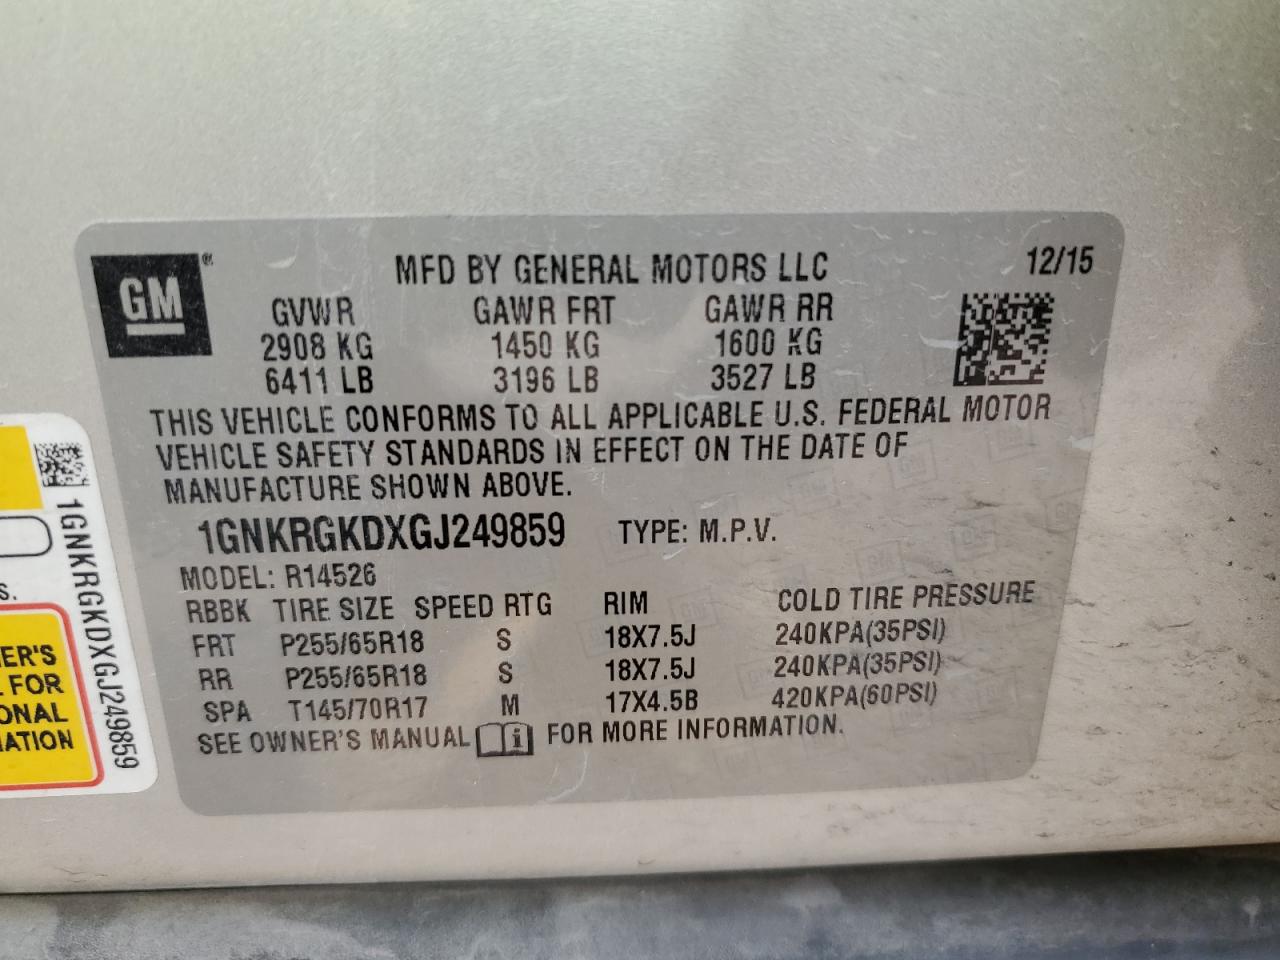 GM®
MFD BY GENERAL MOTORS LLC 12/15
GVWR GAWR FRT GAWR RR
2908 KG 1450 KG 1600 KG
6411 LB 3196 LB 3527 LB
THIS VEHICLE CONFORMS TO ALL APPLICABLE U.S. FEDERAL MOTOR
VEHICLE SAFETY STANDARDS IN EFFECT ON THE DATE OF
MANUFACTURE SHOWN ABOVE.
1GNKRGKDXGJ249859 TYPE: M.P.V.
MODEL: R14526
RBBK TIRE SIZE SPEED RTG RIM COLD TIRE PRESSURE
FRT P255/65R18 S 18X7.5J 240KPA(35PSI)
RR P255/65R18 S 18X7.5J 240KPA(35PSI)
SPA T145/70R17 M 17X4.5B 420KPA(60PSI)
SEE OWNER'S MANUAL i FOR MORE INFORMATION.
1GNKRGKDXGJ249859
S.
ER'S
FOR
ONAL
ATION